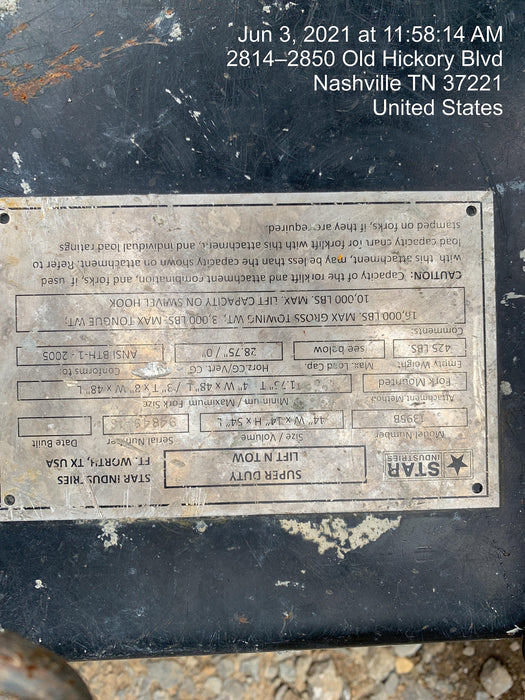 Jun 3, 2021 at 11:58:14 AM
2814–2850 Old Hickory Blvd
Nashville TN 37221
United States
STAR INDUSTRIES
SUPER DUTY
LIFT N TOW
STAR INDUSTRIES
FT. WORTH, TX USA
Model Number
Size / Volume
Serial Number
Date Built
1395B
44" W x 14" H x 54" L
Attachment Method
Minimum / Maximum Fork Size
Fork Mounted
1.75" T 4" W x 48" L / 3" T x 8" W x 48" L
Empty Weight
Max. Load Cap.
Horz/CG/Vert. CG
Conforms to:
425 LBS.
see below
28.75" / 0"
ANSI BTH-1-2005
Comments:
15,000 LBS. MAX GROSS TOWING WT; 3,000 LBS. MAX TONGUE WT;
10,000 LBS. MAX. LIFT CAPACITY ON SWIVEL HOOK
CAUTION: Capacity of the forklift and attachment combination, and forks, if used
with this attachment, may be less than the capacity shown on attachment. Refer to
load capacity chart for forklift with this attachment, and individual load ratings
stamped on forks, if they are required.